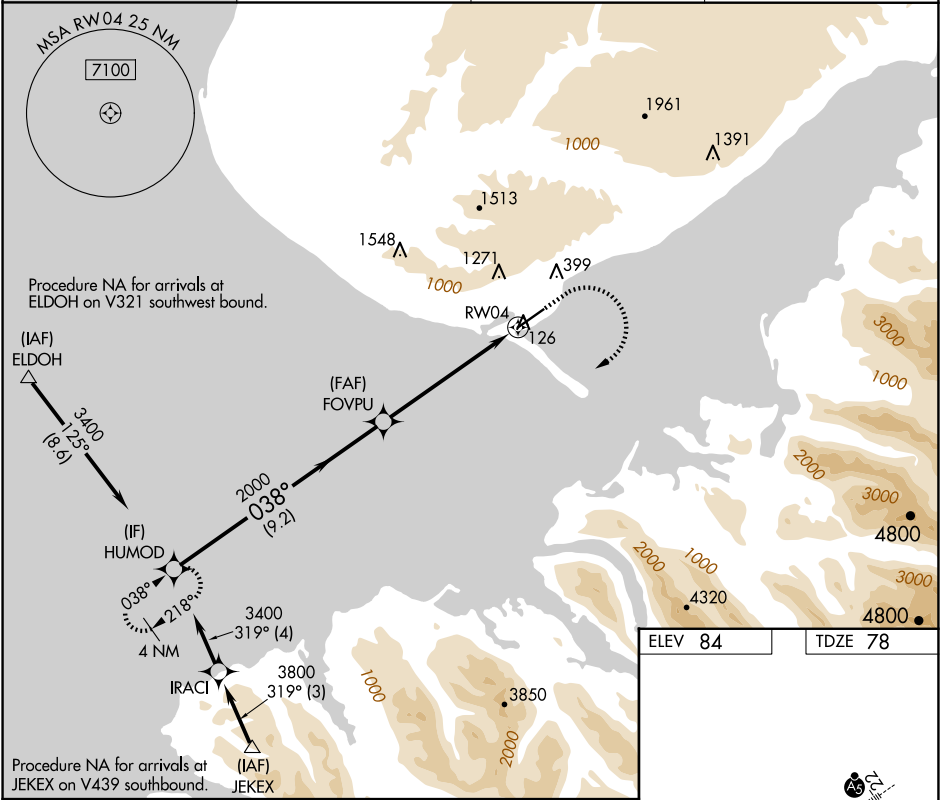 MSA RW04 25 NM
7100
1961
1391
1000
1513
1548
1271
399
1000
Procedure NA for arrivals at
ELDOH on V321 southwest bound.
RW04
126
(IAF)
ELDOH
3000
1000
(FAF)
FOVPU
3400
125°
(8.6)
2000
038°
(9.2)
2000
3000
4800
(IF)
HUMOD
2000
1000
3000
038°
218°
4 NM
4320
4800
3400
319° (4)
ELEV 84
TDZE 78
IRACI
3800
319° (3)
1000
3850
2000
Procedure NA for arrivals at
JEKEX on V439 southbound.
(IAF)
JEKEX
A5
22